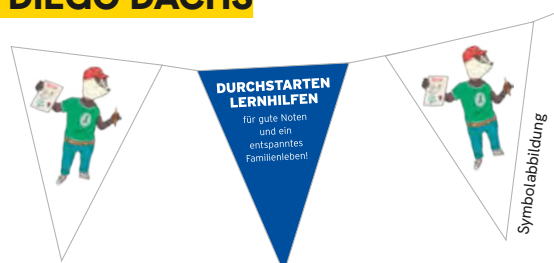 DIEGO DACHS
DURCHSTARTEN
LERNHILFEN
für gute Noten
und ein
entspanntes
Familienleben!
Symbolabbildung